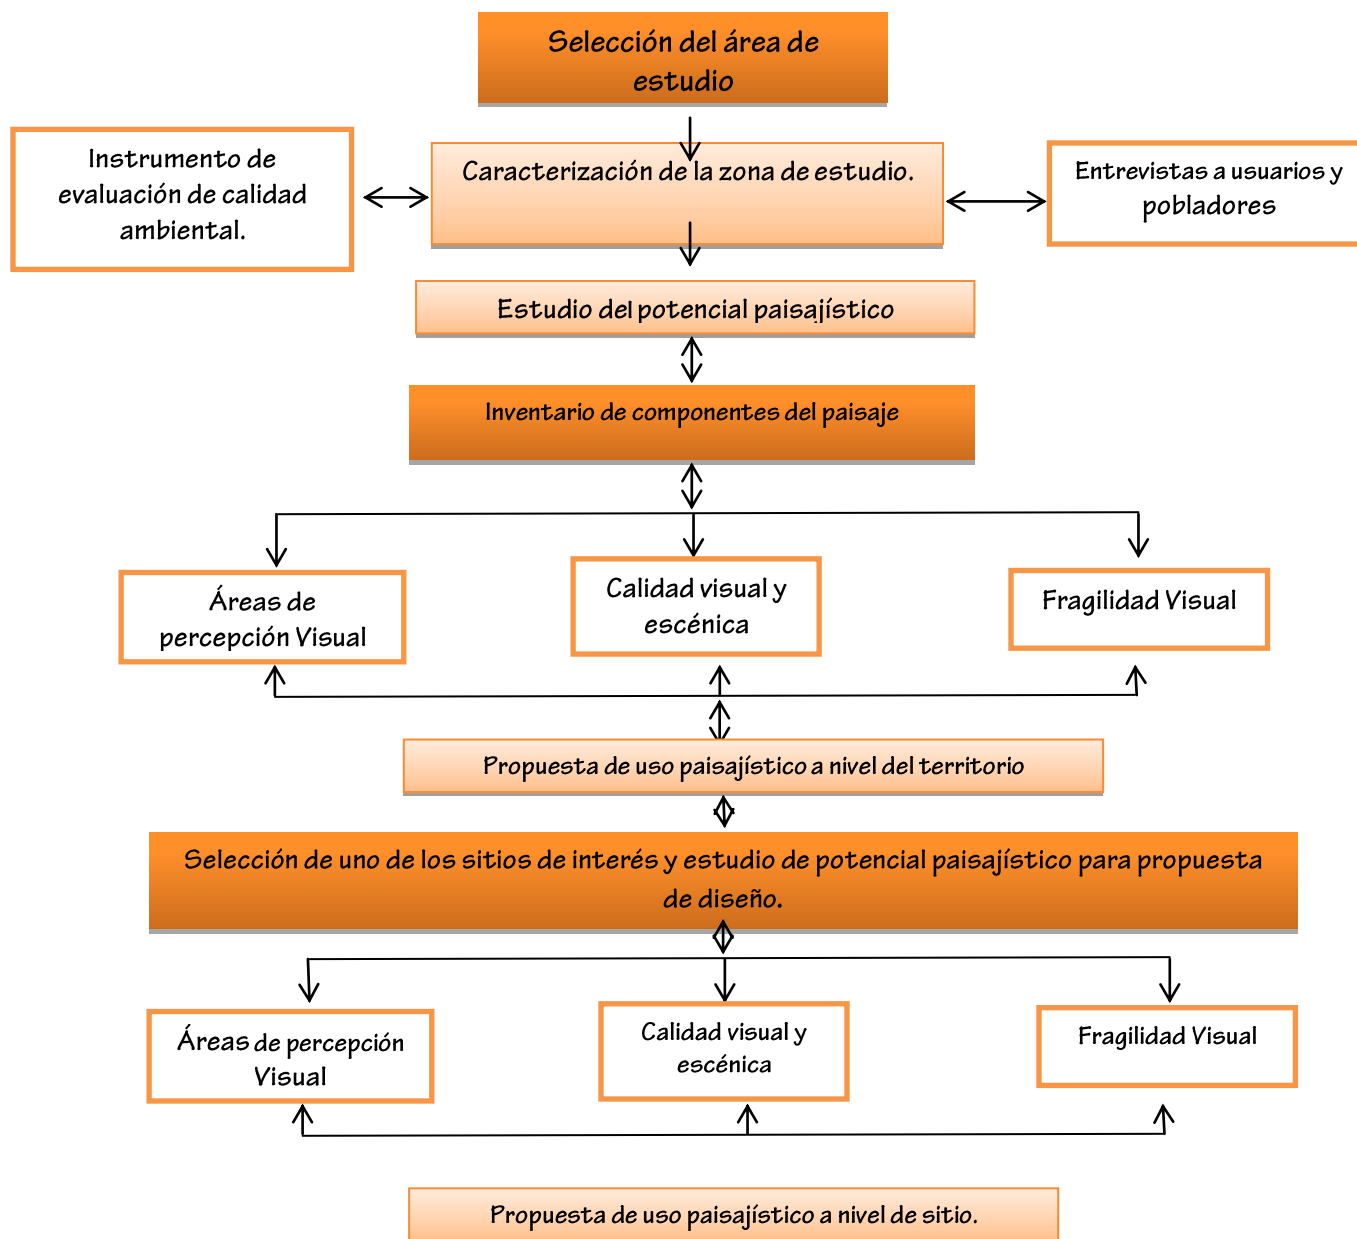 Selección del área de
estudio
Instrumento de
evaluación de calidad
ambiental.
Caracterización de la zona de estudio.
Entrevistas a usuarios y
pobladores
Estudio del potencial paisajístico
Inventario de componentes del paisaje
Áreas de
percepción Visual
Calidad visual y
escénica
Fragilidad Visual
Propuesta de uso paisajístico a nivel del territorio
Selección de uno de los sitios de interés y estudio de potencial paisajístico para propuesta
de diseño.
Áreas de percepción
Visual
Calidad visual y
escénica
Fragilidad Visual
Propuesta de uso paisajístico a nivel de sitio.